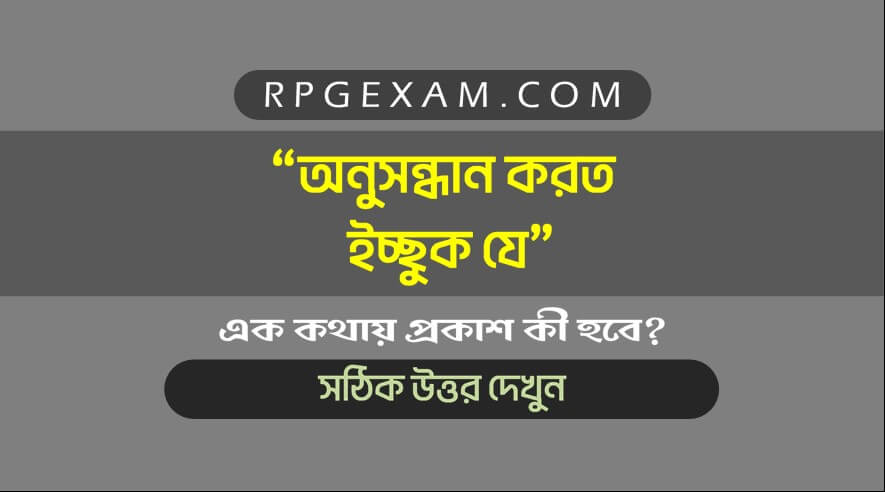 RPGEXAM.COM
“অনুসন্ধান করত
ইচ্ছুক যে”
এক কথায় প্রকাশ কী হবে?
সঠিক উত্তর দেখুন